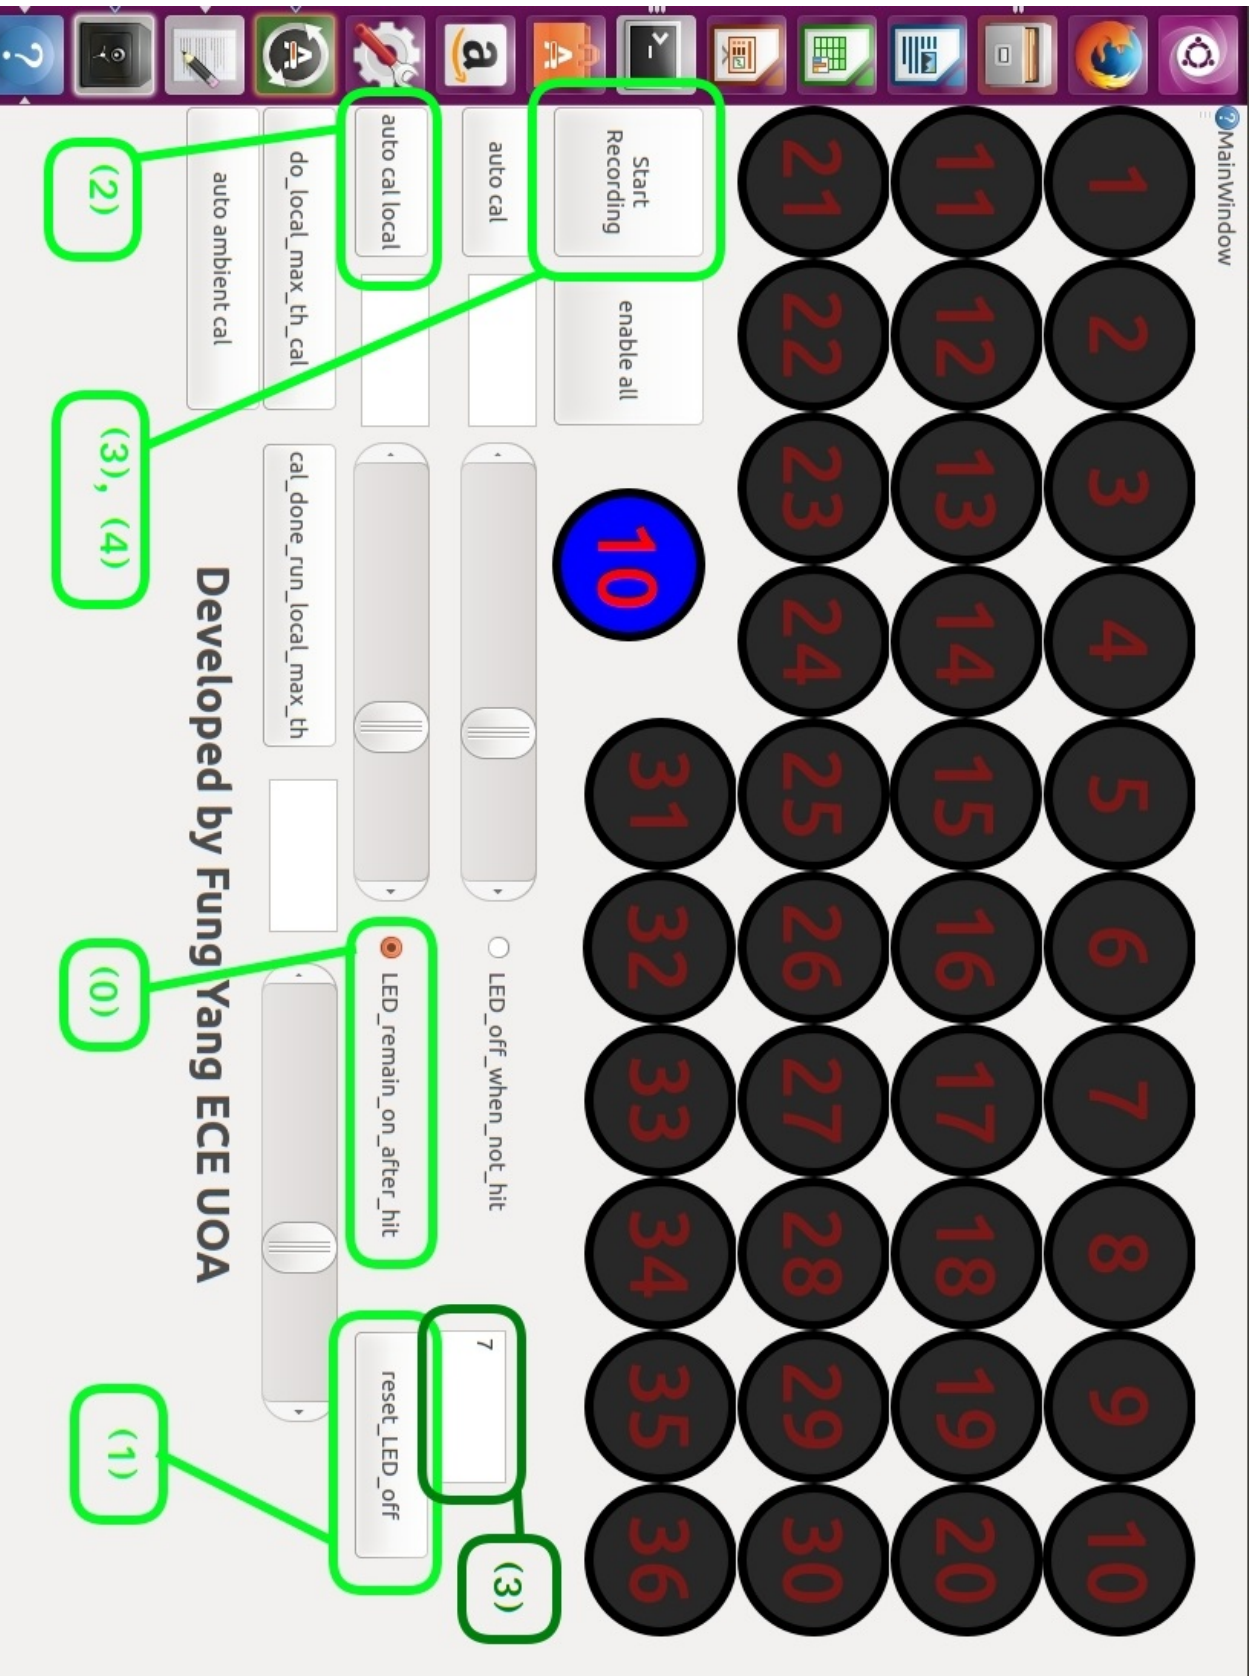 MainWindow
1 2 3 4 5 6 7 8 9 10
11 12 13 14 15 16 17 18 19 20
21 22 23 24 25 26 27 28 29 30
31 32 33 34 35 36
Start
Recording
enable all
10
auto cal
LED_off_when_not_hit
7
(3)
auto cal local
LED_remain_on_after_hit
reset_LED_off
do_local_max_th_cal
cal_done_run_local_max_th
auto ambient cal
Developed by Fung Yang ECE UOA
(2)
(3), (4)
(0)
(1)